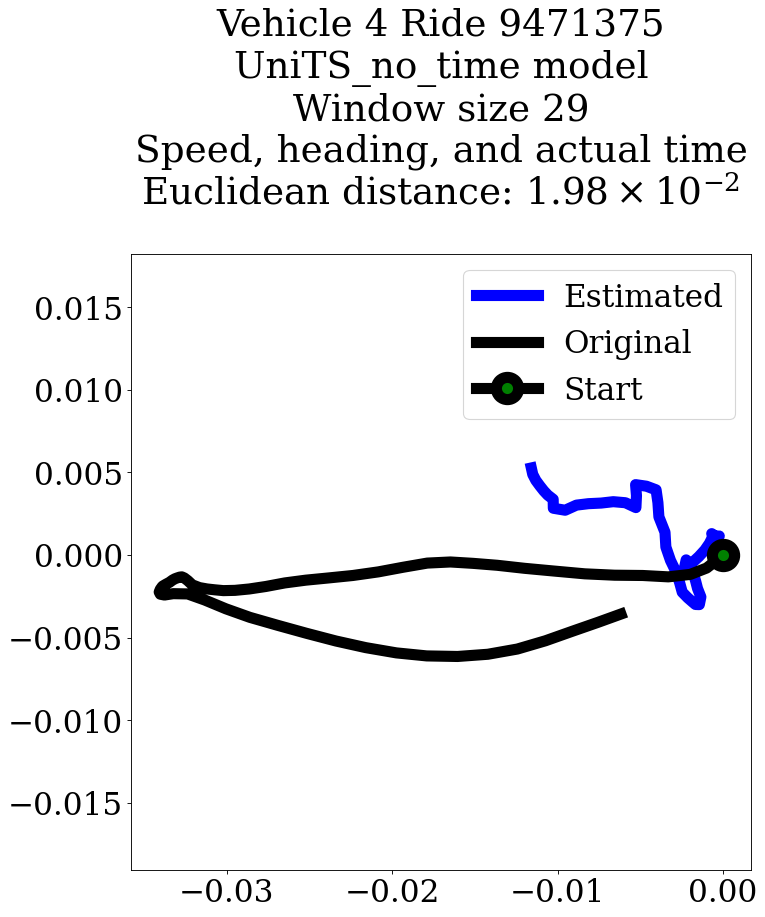 Vehicle 4 Ride 9471375
UniTS_no_time model
Window size 29
Speed, heading, and actual time
Euclidean distance: 1.98 × 10⁻²
Estimated
Original
Start
0.015
0.010
0.005
0.000
−0.005
−0.010
−0.015
−0.03 −0.02 −0.01 0.00